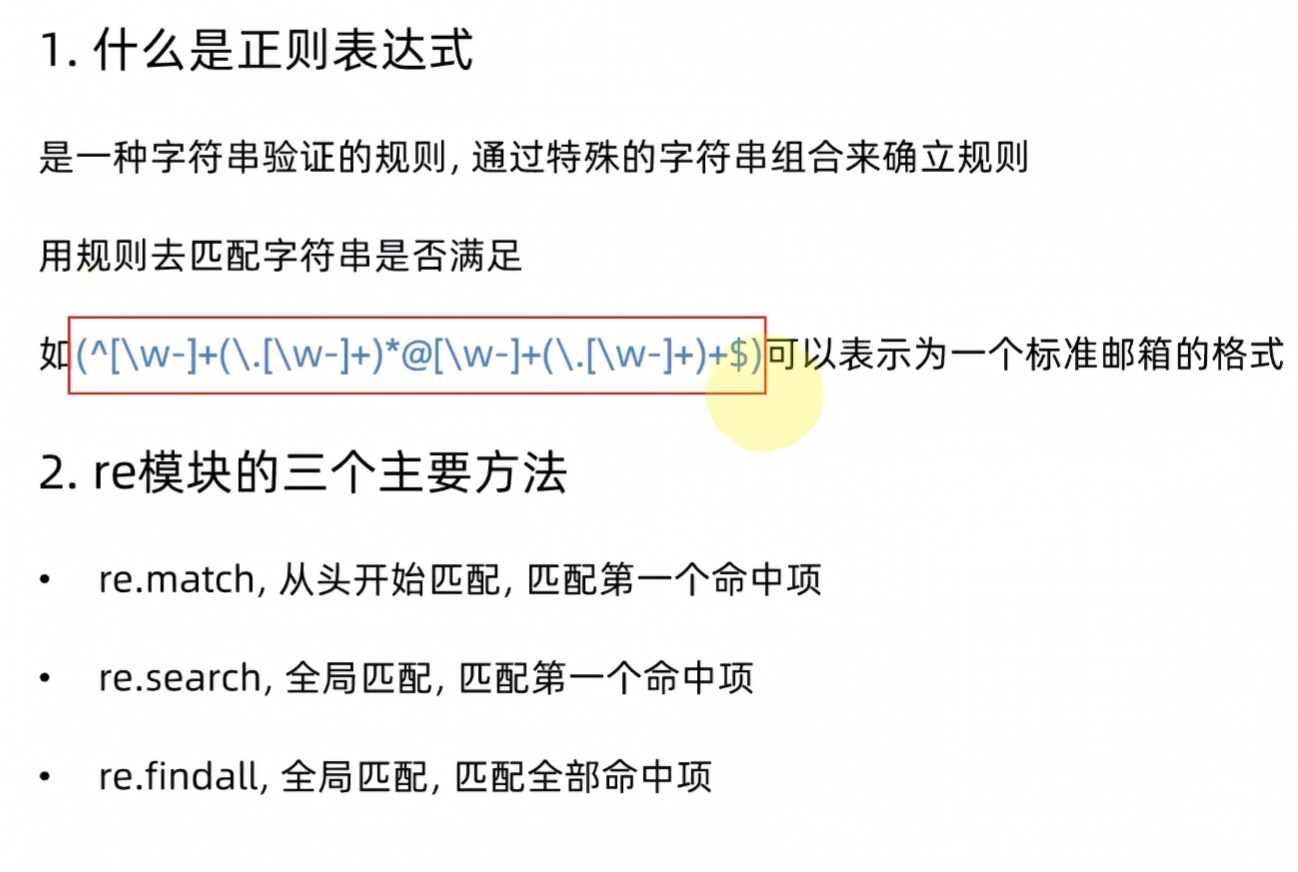 1. 什么是正则表达式
是一种字符串验证的规则, 通过特殊的字符串组合来确立规则
用规则去匹配字符串是否满足
如(^[\w-]+(\.[\w-]+)*@[\w-]+(\.[\w-]+)+$)可以表示为一个标准邮箱的格式
2. re模块的三个主要方法
• re.match, 从头开始匹配, 匹配第一个命中项
• re.search, 全局匹配, 匹配第一个命中项
• re.findall, 全局匹配, 匹配全部命中项